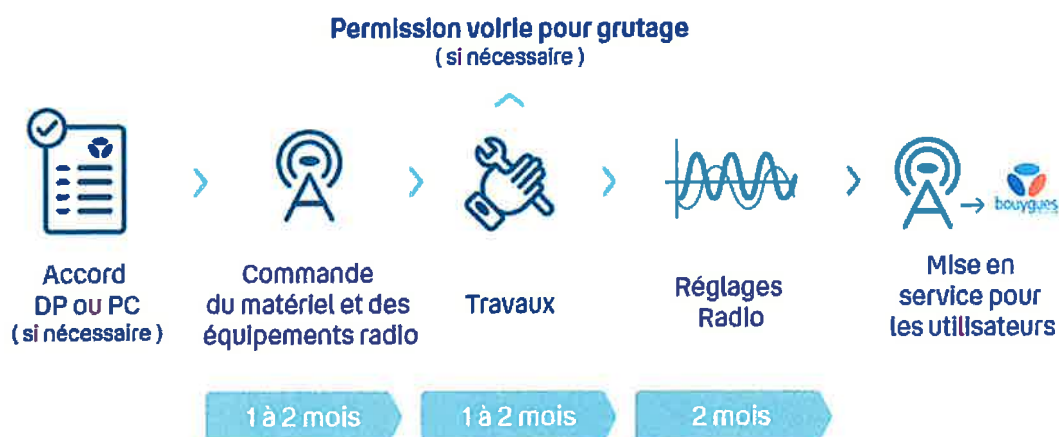 Permission voirie pour grutage
( si nécessaire )
Accord
DP ou PC
( si nécessaire )
Commande
du matériel et des
équipements radio
Travaux
Réglages
Radio
bouygues
Mise en
service pour
les utilisateurs
1 à 2 mois
1 à 2 mois
2 mois